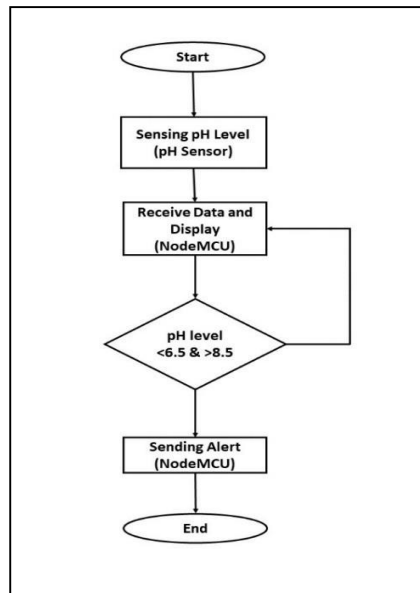 Start
Sensing pH Level
(pH Sensor)
Receive Data and
Display
(NodeMCU)
pH level
<6.5 & >8.5
Sending Alert
(NodeMCU)
End